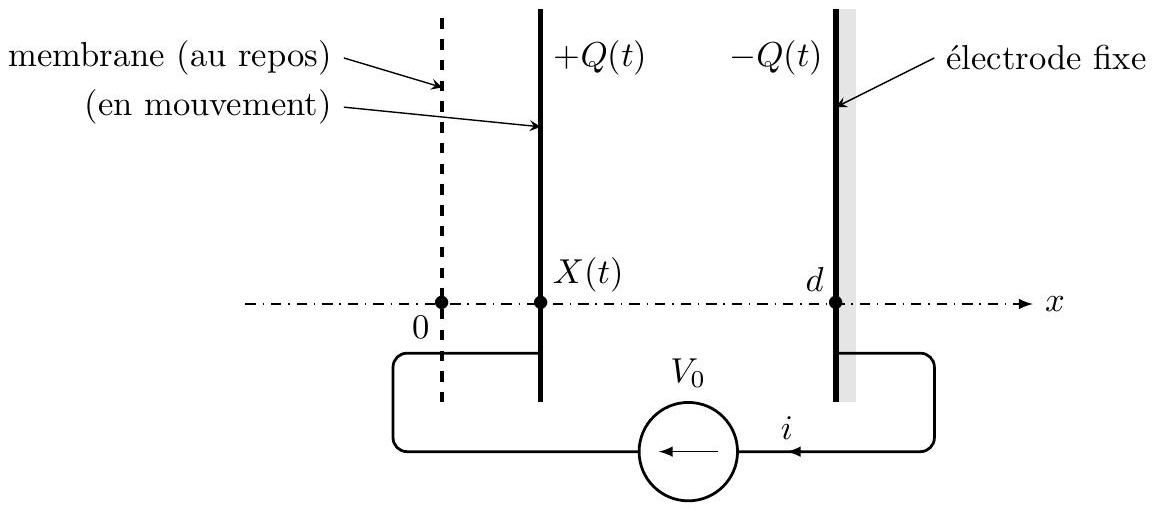 membrane (au repos)
(en mouvement)
+Q(t)
−Q(t)
électrode fixe
X(t)
d
x
0
V₀
i